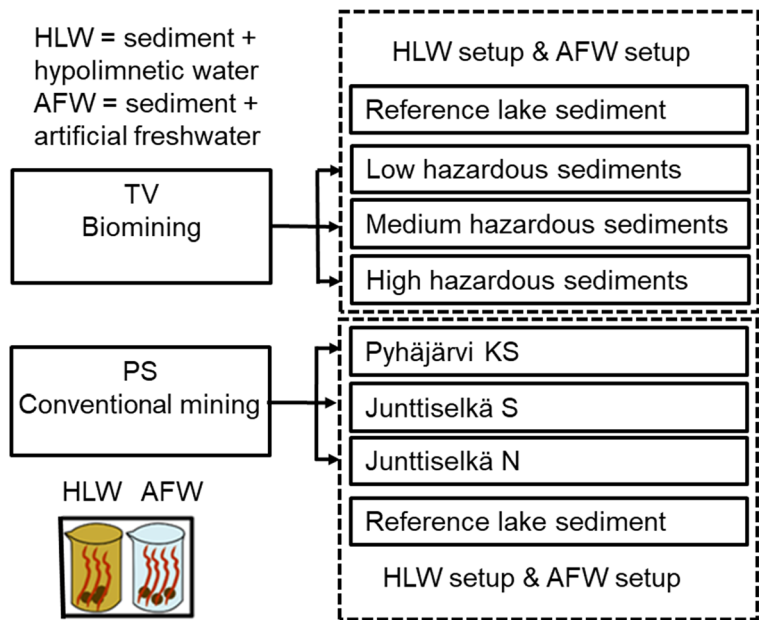 HLW = sediment +
hypolimnetic water
AFW = sediment +
artificial freshwater
TV
Biomining
HLW setup & AFW setup
Reference lake sediment
Low hazardous sediments
Medium hazardous sediments
High hazardous sediments
PS
Conventional mining
Pyhäjärvi KS
Junttiselkä S
Junttiselkä N
Reference lake sediment
HLW setup & AFW setup
HLW AFW